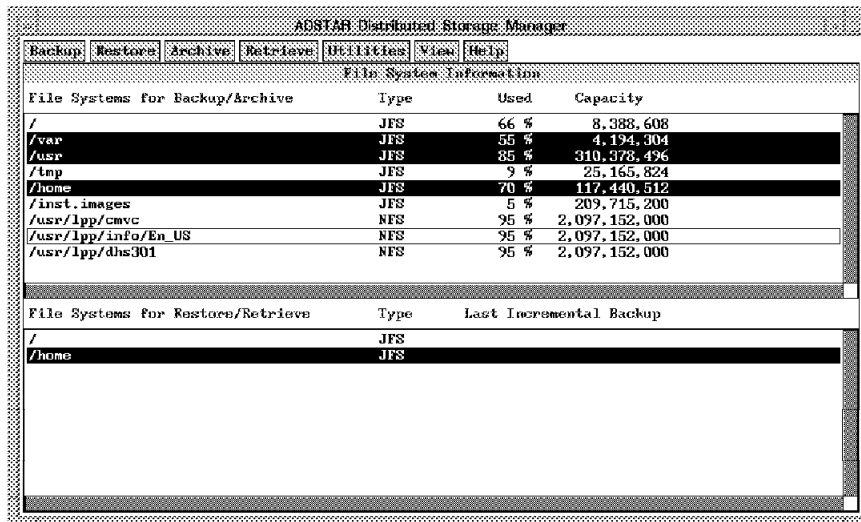 ADSTAR Distributed Storage Manager
Backup Restore Archive Retrieve Utilities View Help
File System Information
File Systems for Backup/Archive Type Used Capacity
/ JFS 66 % 8,388,608
/var JFS 55 % 4,194,304
/usr JFS 85 % 310,378,496
/tmp JFS 9 % 25,165,824
/home JFS 70 % 117,440,512
/inst.images JFS 5 % 209,715,200
/usr/lpp/cmvc NFS 95 % 2,097,152,000
/usr/lpp/info/En_US NFS 95 % 2,097,152,000
/usr/lpp/dhs301 NFS 95 % 2,097,152,000
File Systems for Restore/Retrieve Type Last Incremental Backup
/ JFS
/home JFS